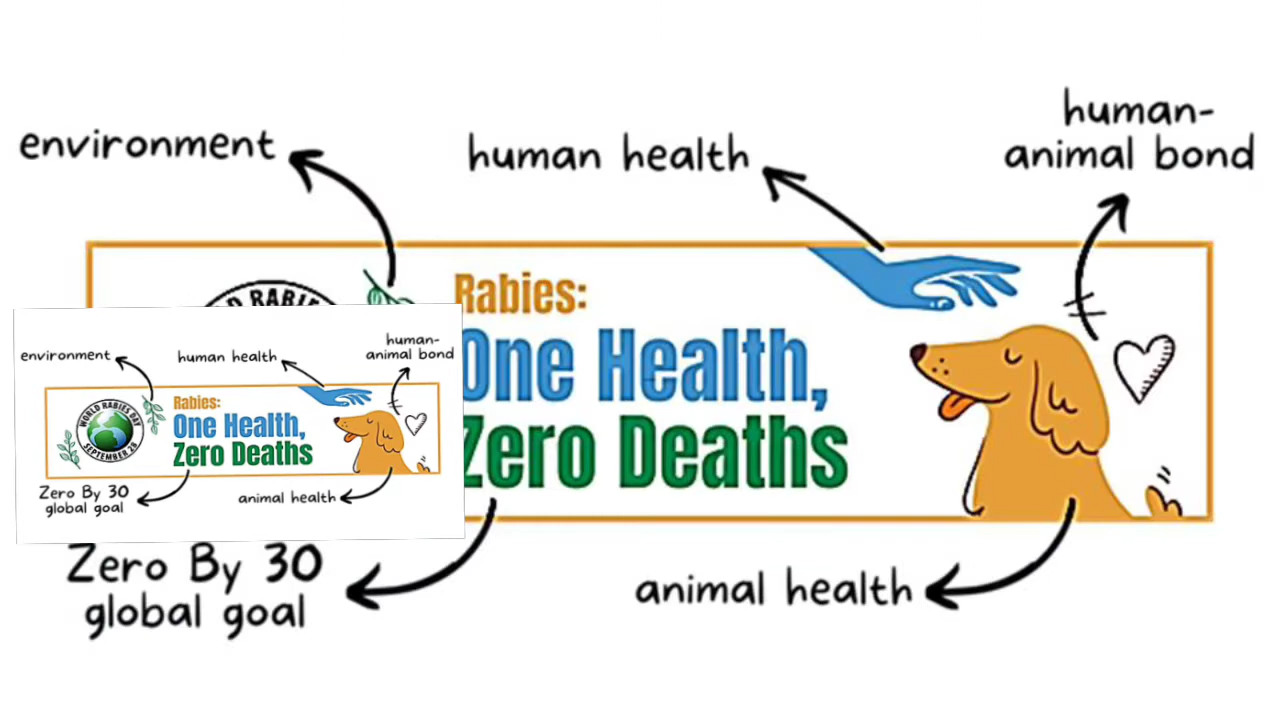 human-
animal bond
environment
human health
Rabies:
One Health,
Zero Deaths
Zero By 30
global goal
animal health
human-
animal bond
environment
human health
WORLD RABIES DAY
SEPTEMBER 28
Rabies:
One Health,
Zero Deaths
Zero By 30
global goal
animal health